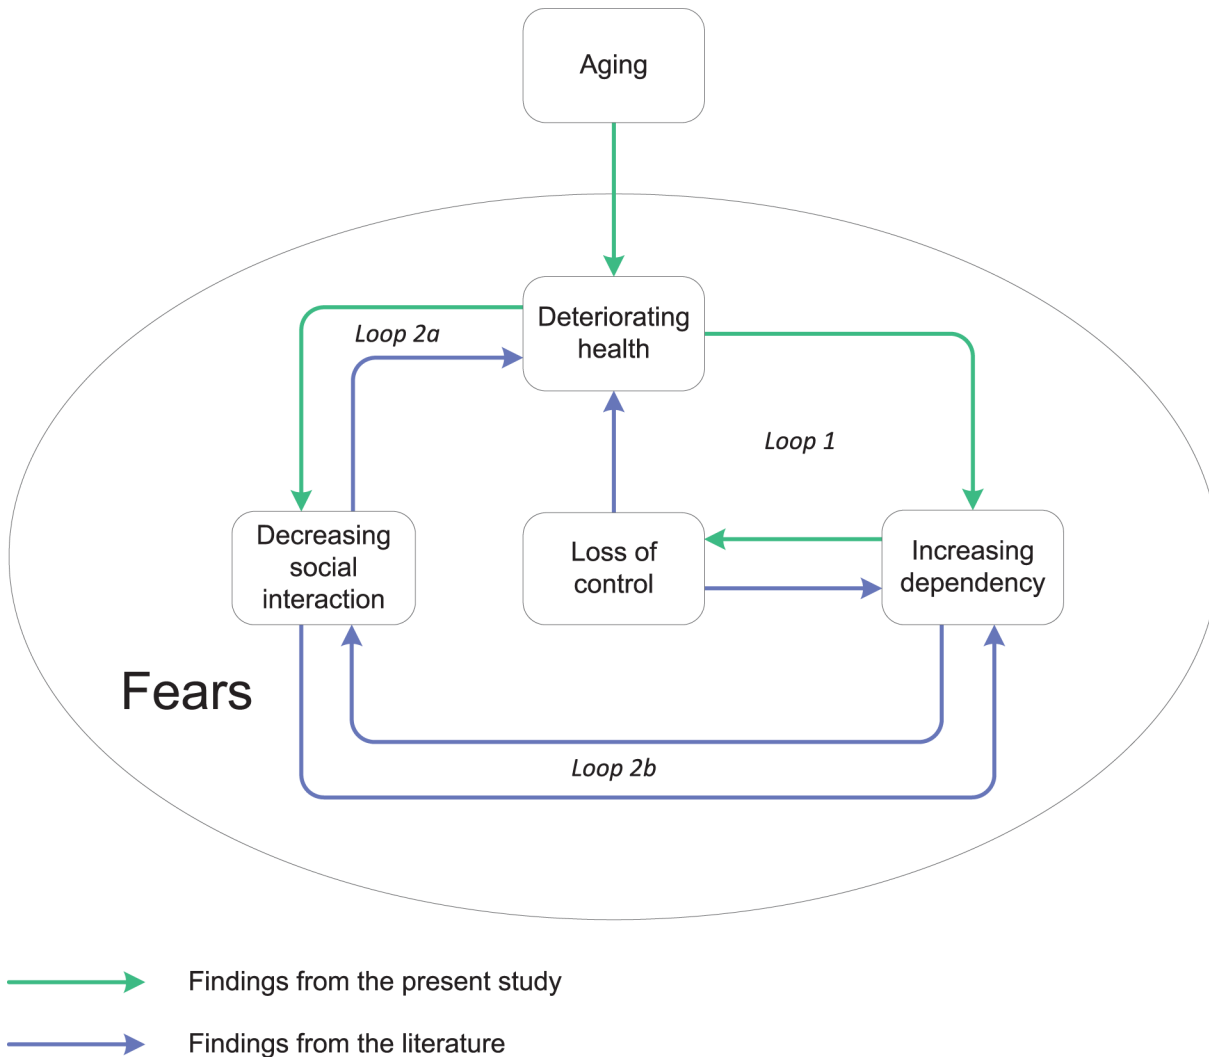 Aging
Deteriorating
health
Loop 2a
Loop 1
Decreasing
social
interaction
Loss of
control
Increasing
dependency
Fears
Loop 2b
Findings from the present study
Findings from the literature